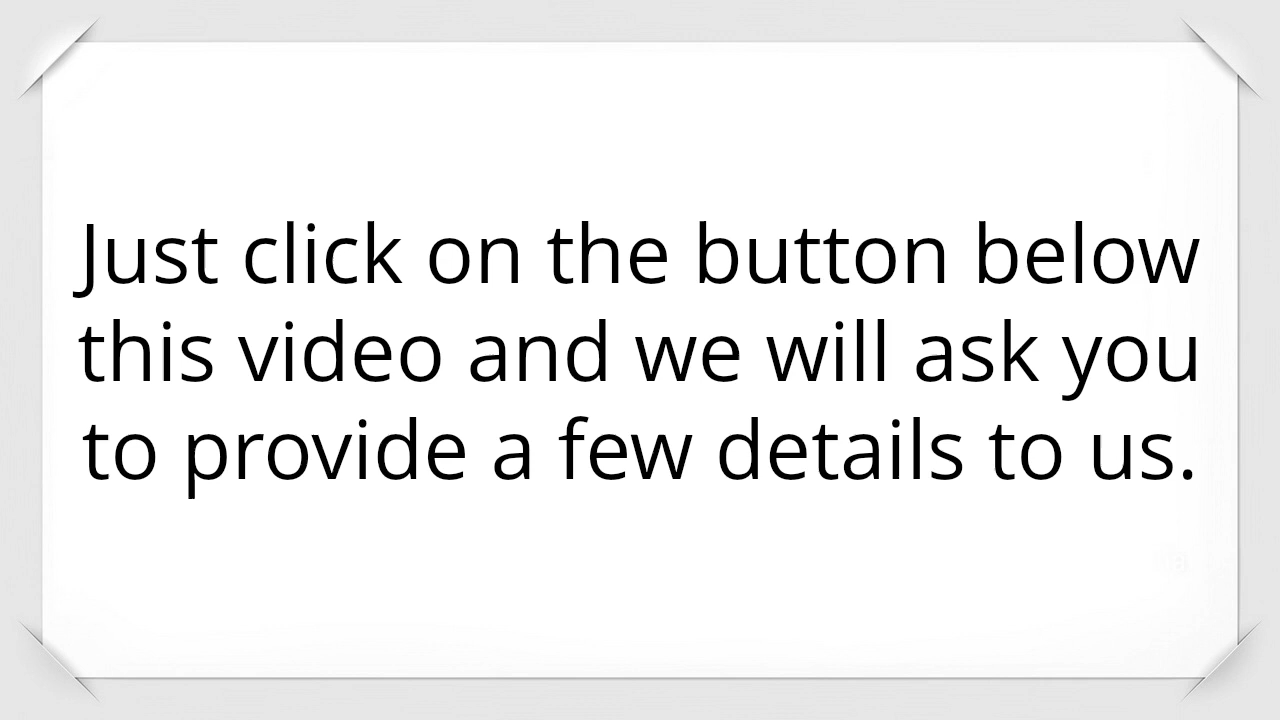 Just click on the button below
this video and we will ask you
to provide a few details to us.